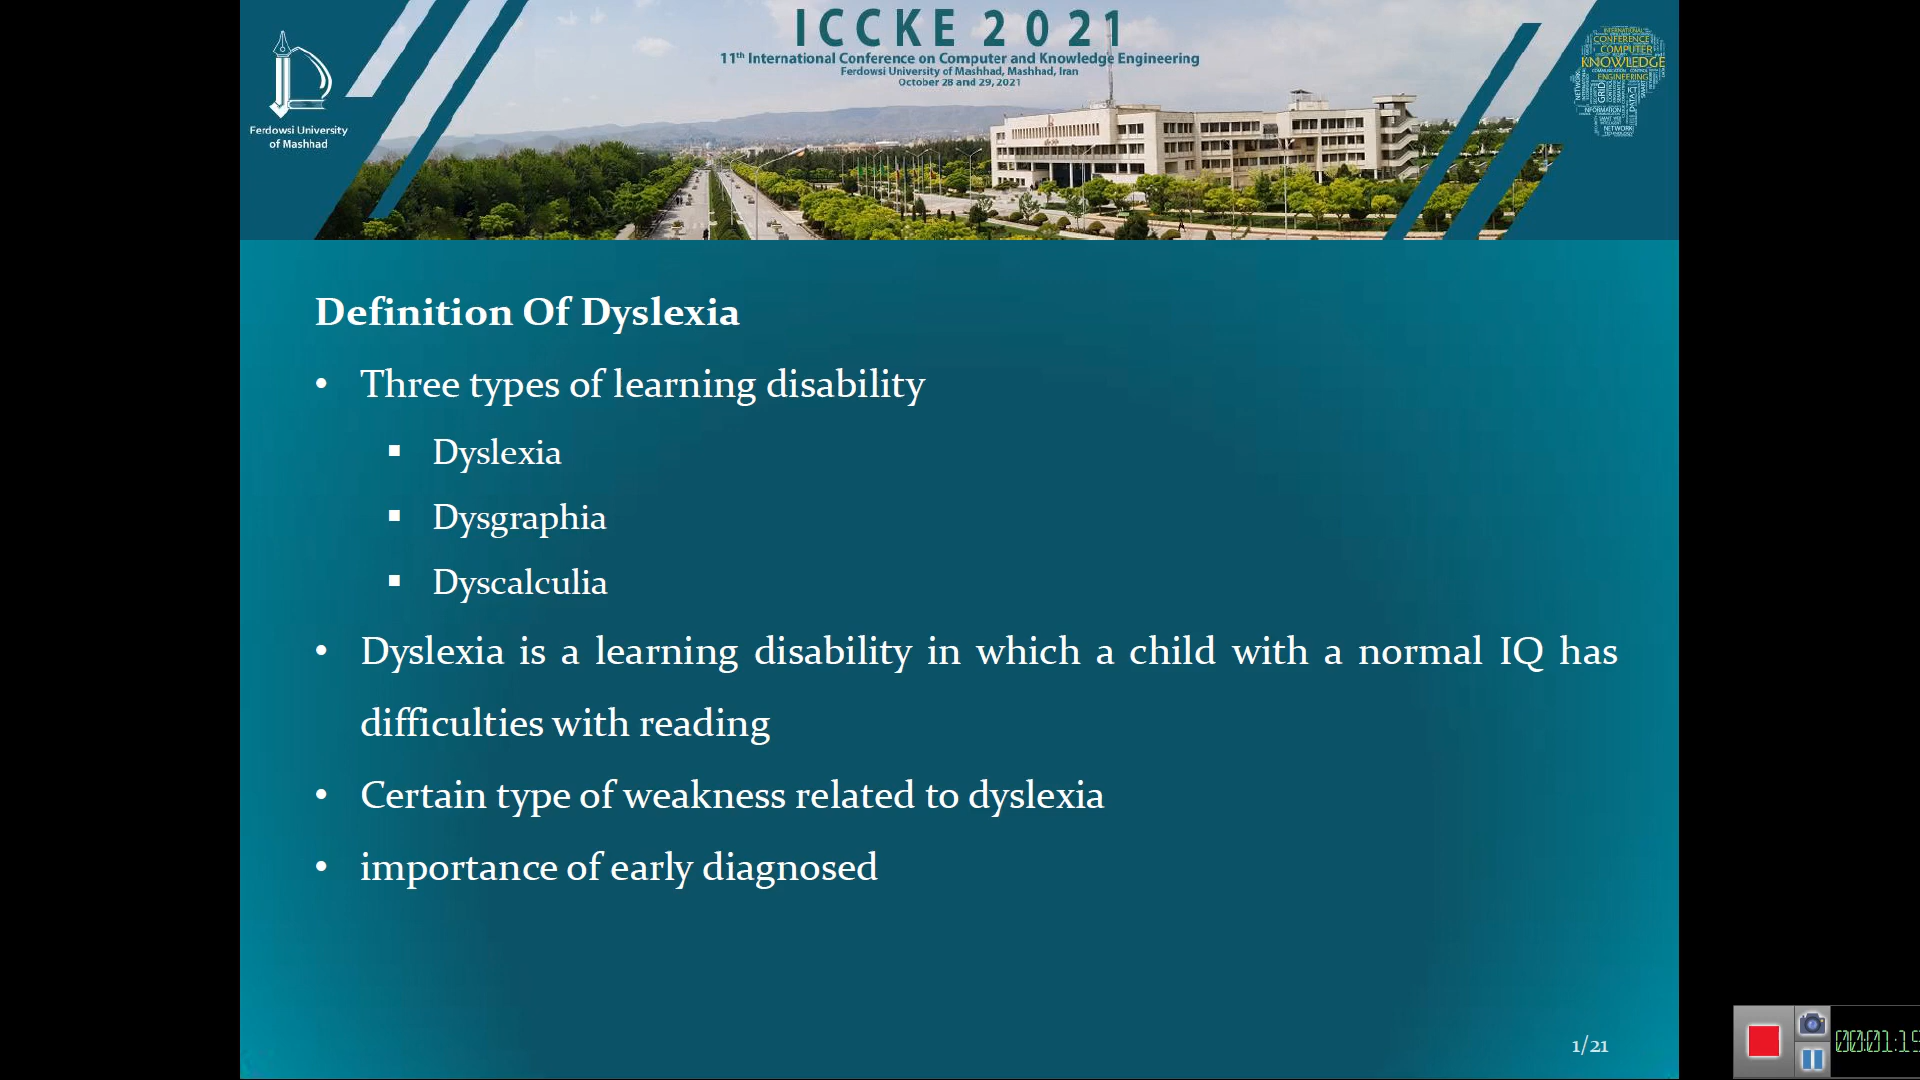 ICCKE 2021
11th International Conference on Computer and Knowledge Engineering
Ferdowsi University of Mashhad, Mashhad, Iran
October 28 and 29, 2021
Ferdowsi University
of Mashhad
INTERNATIONAL
CONFERENCE
COMPUTER
KNOWLEDGE
ENGINEERING
NETWORK
Definition Of Dyslexia
• Three types of learning disability
▪ Dyslexia
▪ Dysgraphia
▪ Dyscalculia
• Dyslexia is a learning disability in which a child with a normal IQ has
difficulties with reading
• Certain type of weakness related to dyslexia
• importance of early diagnosed
1/21